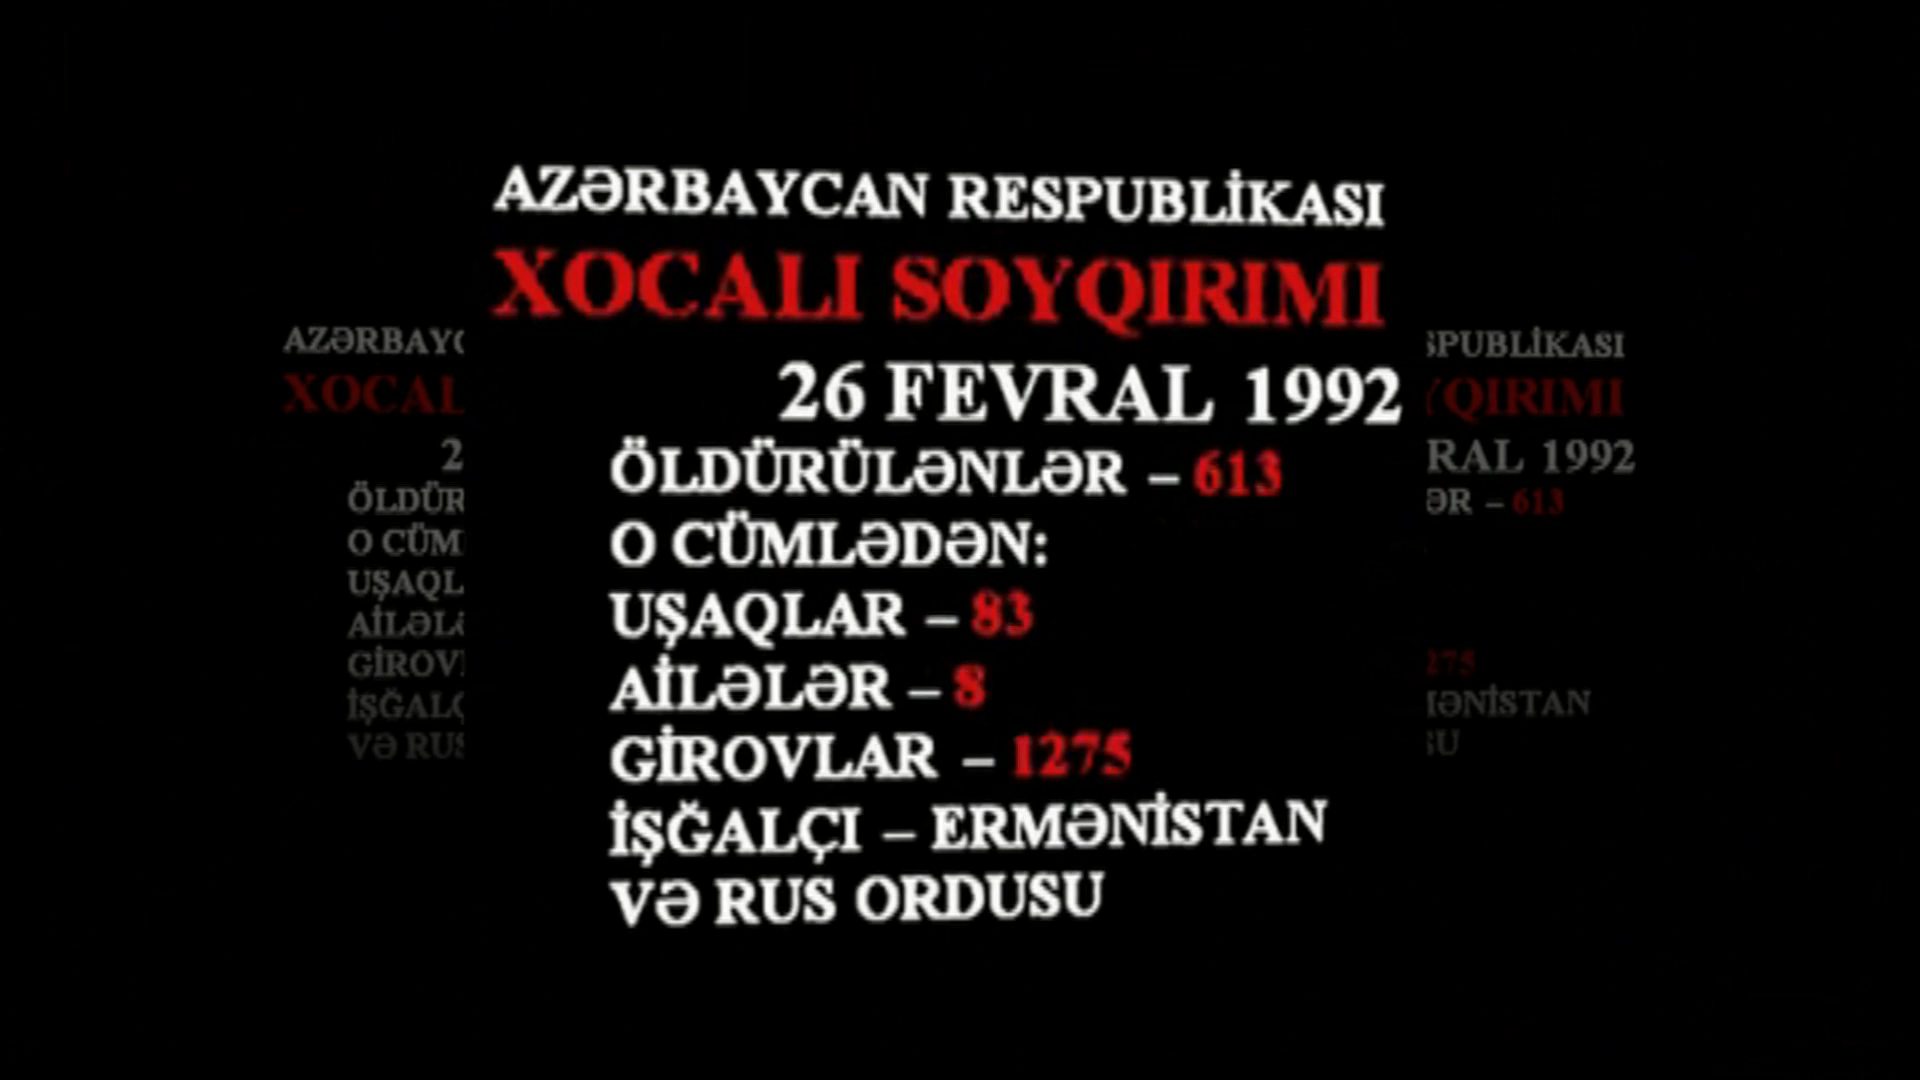 AZƏRBAYCAN RESPUBLİKASI
XOCALI SOYQIRIMI
26 FEVRAL 1992
ÖLDÜRÜLƏNLƏR – 613
O CÜMLƏDƏN:
UŞAQLAR – 83
AİLƏLƏR – 8
GİROVLAR – 1275
İŞĞALÇI – ERMƏNİSTAN
VƏ RUS ORDUSU